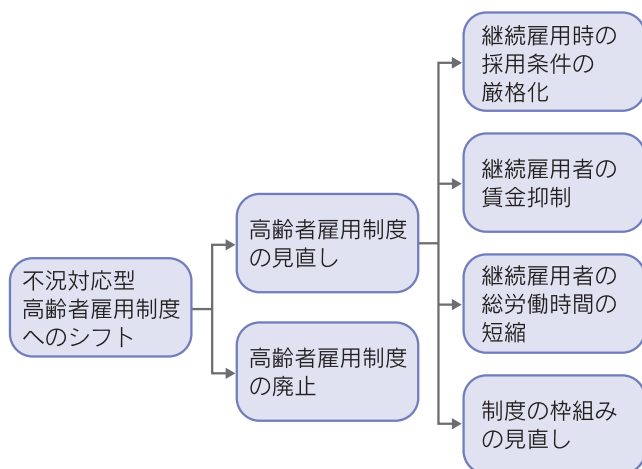 不況対応型
高齢者雇用制度
へのシフト
高齢者雇用制度
の見直し
高齢者雇用制度
の廃止
継続雇用時の
採用条件の
厳格化
継続雇用者の
賃金抑制
継続雇用者の
総労働時間の
短縮
制度の枠組み
の見直し